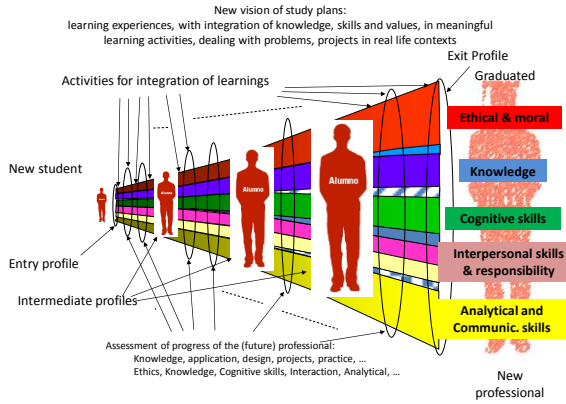 New vision of study plans:
learning experiences, with integration of knowledge, skills and values, in meaningful
learning activities, dealing with problems, projects in real life contexts
Exit Profile
Graduated
Activities for integration of learnings
Ethical & moral
New student
Knowledge
Alumno
Alumno
Alumno
Cognitive skills
Interpersonal skills
& responsibility
Entry profile
Intermediate profiles
Analytical and
Communic. skills
Assessment of progress of the (future) professional:
Knowledge, application, design, projects, practice, ...
Ethics, Knowledge, Cognitive skills, Interaction, Analytical, ...
New
professional